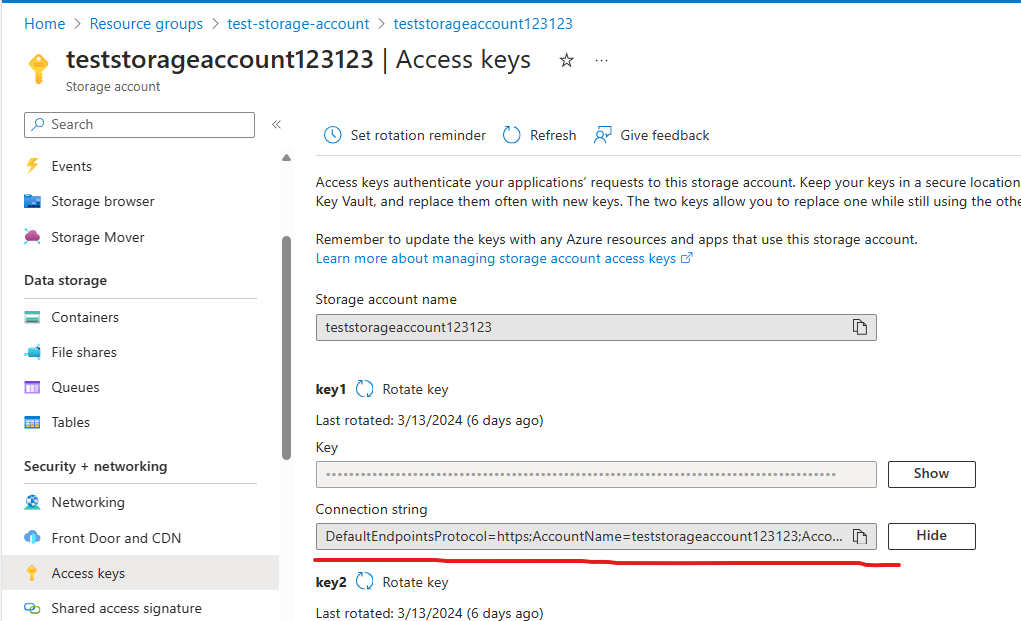 Home > Resource groups > test-storage-account > teststorageaccount123123
teststorageaccount123123 | Access keys
Storage account
Search
Events
Storage browser
Storage Mover
Data storage
Containers
File shares
Queues
Tables
Security + networking
Networking
Front Door and CDN
Access keys
Shared access signature
Set rotation reminder Refresh Give feedback
Access keys authenticate your applications’ requests to this storage account. Keep your keys in a secure location
Key Vault, and replace them often with new keys. The two keys allow you to replace one while still using the othe
Remember to update the keys with any Azure resources and apps that use this storage account.
Learn more about managing storage account access keys
Storage account name
teststorageaccount123123
key1 Rotate key
Last rotated: 3/13/2024 (6 days ago)
Key
Show
Connection string
DefaultEndpointsProtocol=https;AccountName=teststorageaccount123123;Acco...
Hide
key2 Rotate key
Last rotated: 3/13/2024 (6 days ago)